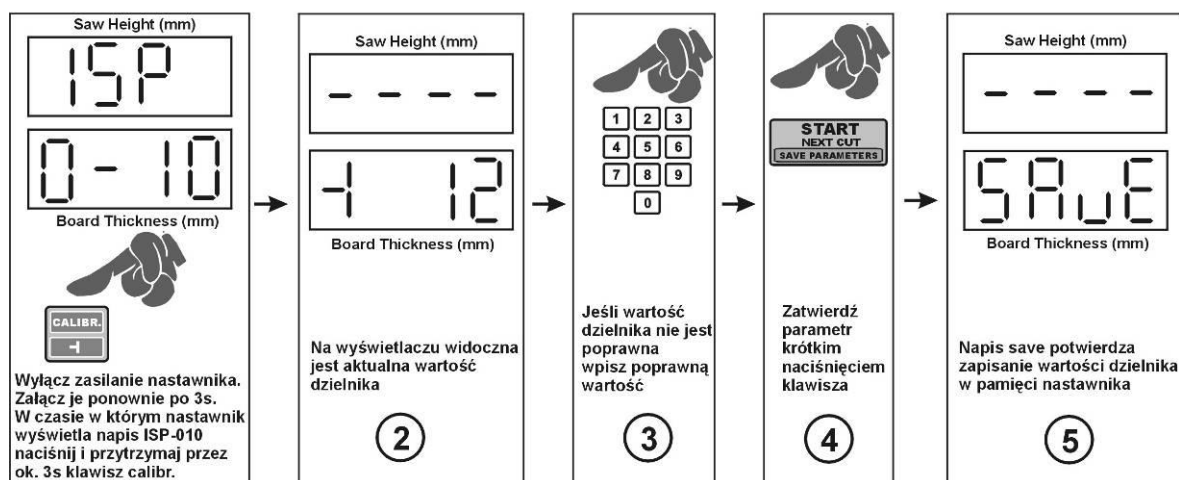 Saw Height (mm)
ISP
0-10
Board Thickness (mm)
CALIBR.
Wyłącz zasilanie nastawnika.
Załącz je ponownie po 3s.
W czasie w którym nastawnik
wyświetla napis ISP-010
naciśnij i przytrzymaj przez
ok. 3s klawisz calibr.
Saw Height (mm)
- - - -
⊣ 12
Board Thickness (mm)
Na wyświetlaczu widoczna
jest aktualna wartość
dzielnika
2
1 2 3
4 5 6
7 8 9
0
Jeśli wartość
dzielnika nie jest
poprawna
wpisz poprawną
wartość
3
START
NEXT CUT
SAVE PARAMETERS
Zatwierdź
parametr
krótkim
naciśnięciem
klawisza
4
Saw Height (mm)
- - - -
SAvE
Board Thickness (mm)
Napis save potwierdza
zapisanie wartości dzielnika
w pamięci nastawnika
5